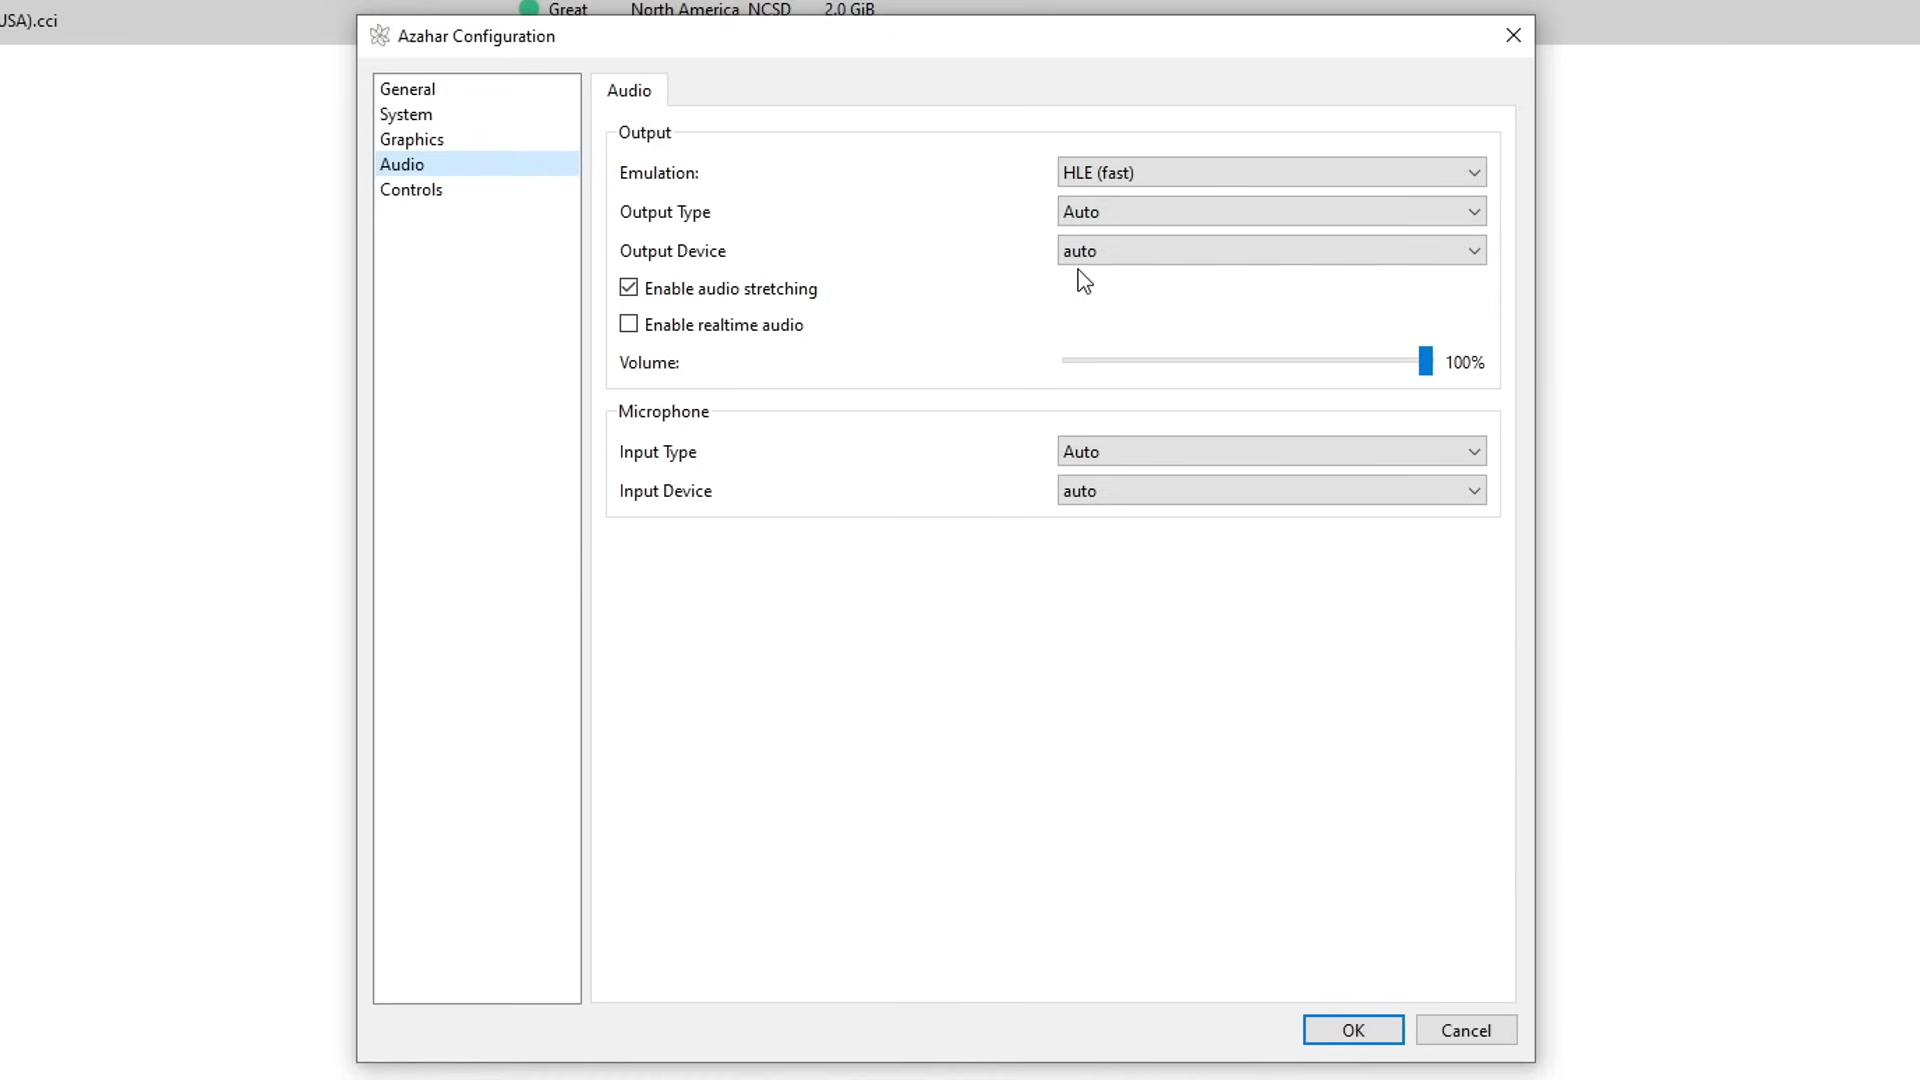 USA).cci
Great North America NCSD 2.0 GiB
Azahar Configuration
General
System
Graphics
Audio
Controls
Audio
Output
Emulation: HLE (fast)
Output Type Auto
Output Device auto
Enable audio stretching
Enable realtime audio
Volume: 100%
Microphone
Input Type Auto
Input Device auto
OK Cancel